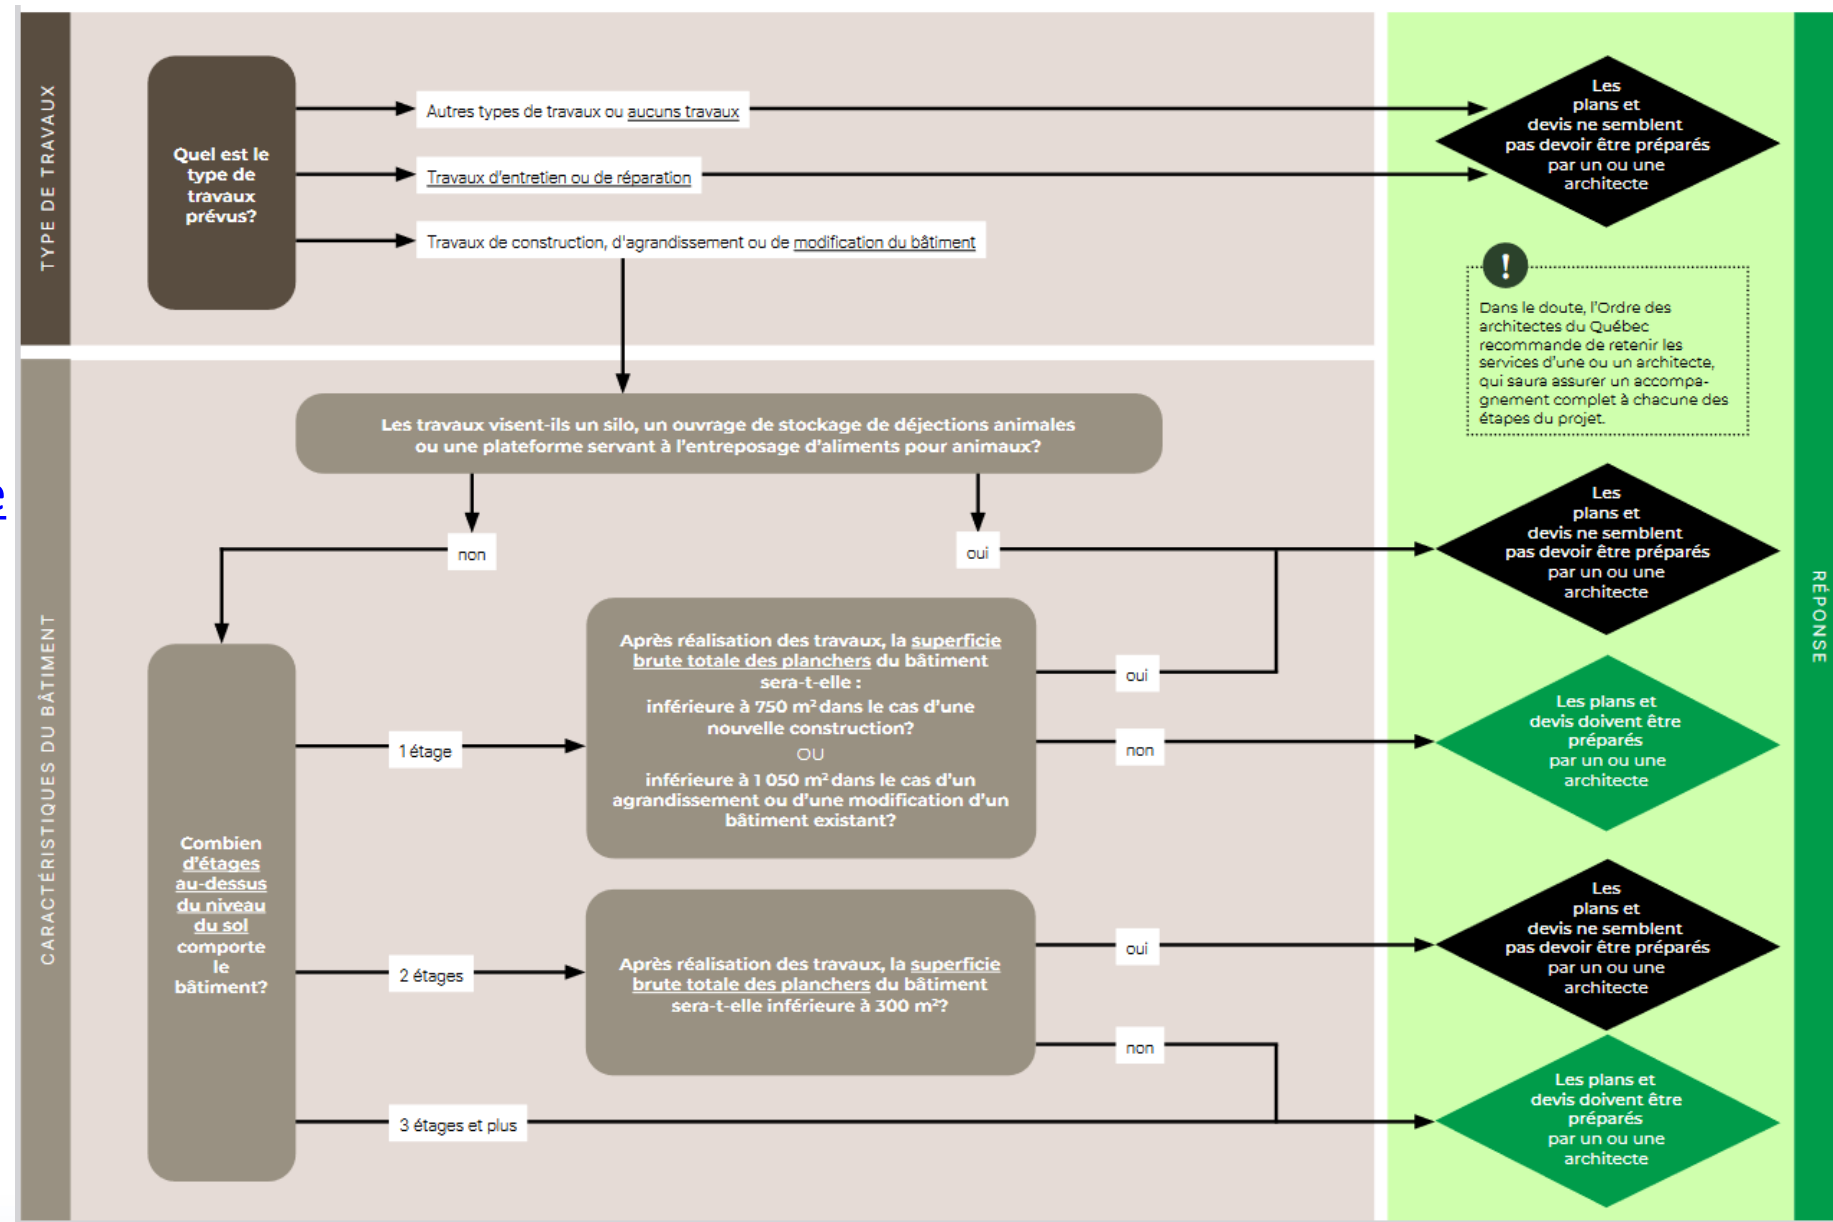 TYPE DE TRAVAUX
Quel est le
type de
travaux
prévus?
Autres types de travaux ou aucuns travaux
Travaux d'entretien ou de réparation
Travaux de construction, d'agrandissement ou de modification du bâtiment
Les
plans et
devis ne semblent
pas devoir être préparés
par un ou une
architecte
!
Dans le doute, l'Ordre des
architectes du Québec
recommande de retenir les
services d'une ou un architecte,
qui saura assurer un accompa-
gnement complet à chacune des
étapes du projet.
CARACTÉRISTIQUES DU BÂTIMENT
Les travaux visent-ils un silo, un ouvrage de stockage de déjections animales
ou une plateforme servant à l'entreposage d'aliments pour animaux?
e
non
oui
Les
plans et
devis ne semblent
pas devoir être préparés
par un ou une
architecte
RÉPONSE
Combien
d'étages
au-dessus
du niveau
du sol
comporte
le
bâtiment?
1 étage
Après réalisation des travaux, la superficie
brute totale des planchers du bâtiment
sera-t-elle :
inférieure à 750 m² dans le cas d'une
nouvelle construction?
OU
inférieure à 1 050 m² dans le cas d'un
agrandissement ou d'une modification d'un
bâtiment existant?
oui
non
Les plans et
devis doivent être
préparés
par un ou une
architecte
2 étages
Après réalisation des travaux, la superficie
brute totale des planchers du bâtiment
sera-t-elle inférieure à 300 m²?
oui
non
Les
plans et
devis ne semblent
pas devoir être préparés
par un ou une
architecte
3 étages et plus
Les plans et
devis doivent être
préparés
par un ou une
architecte